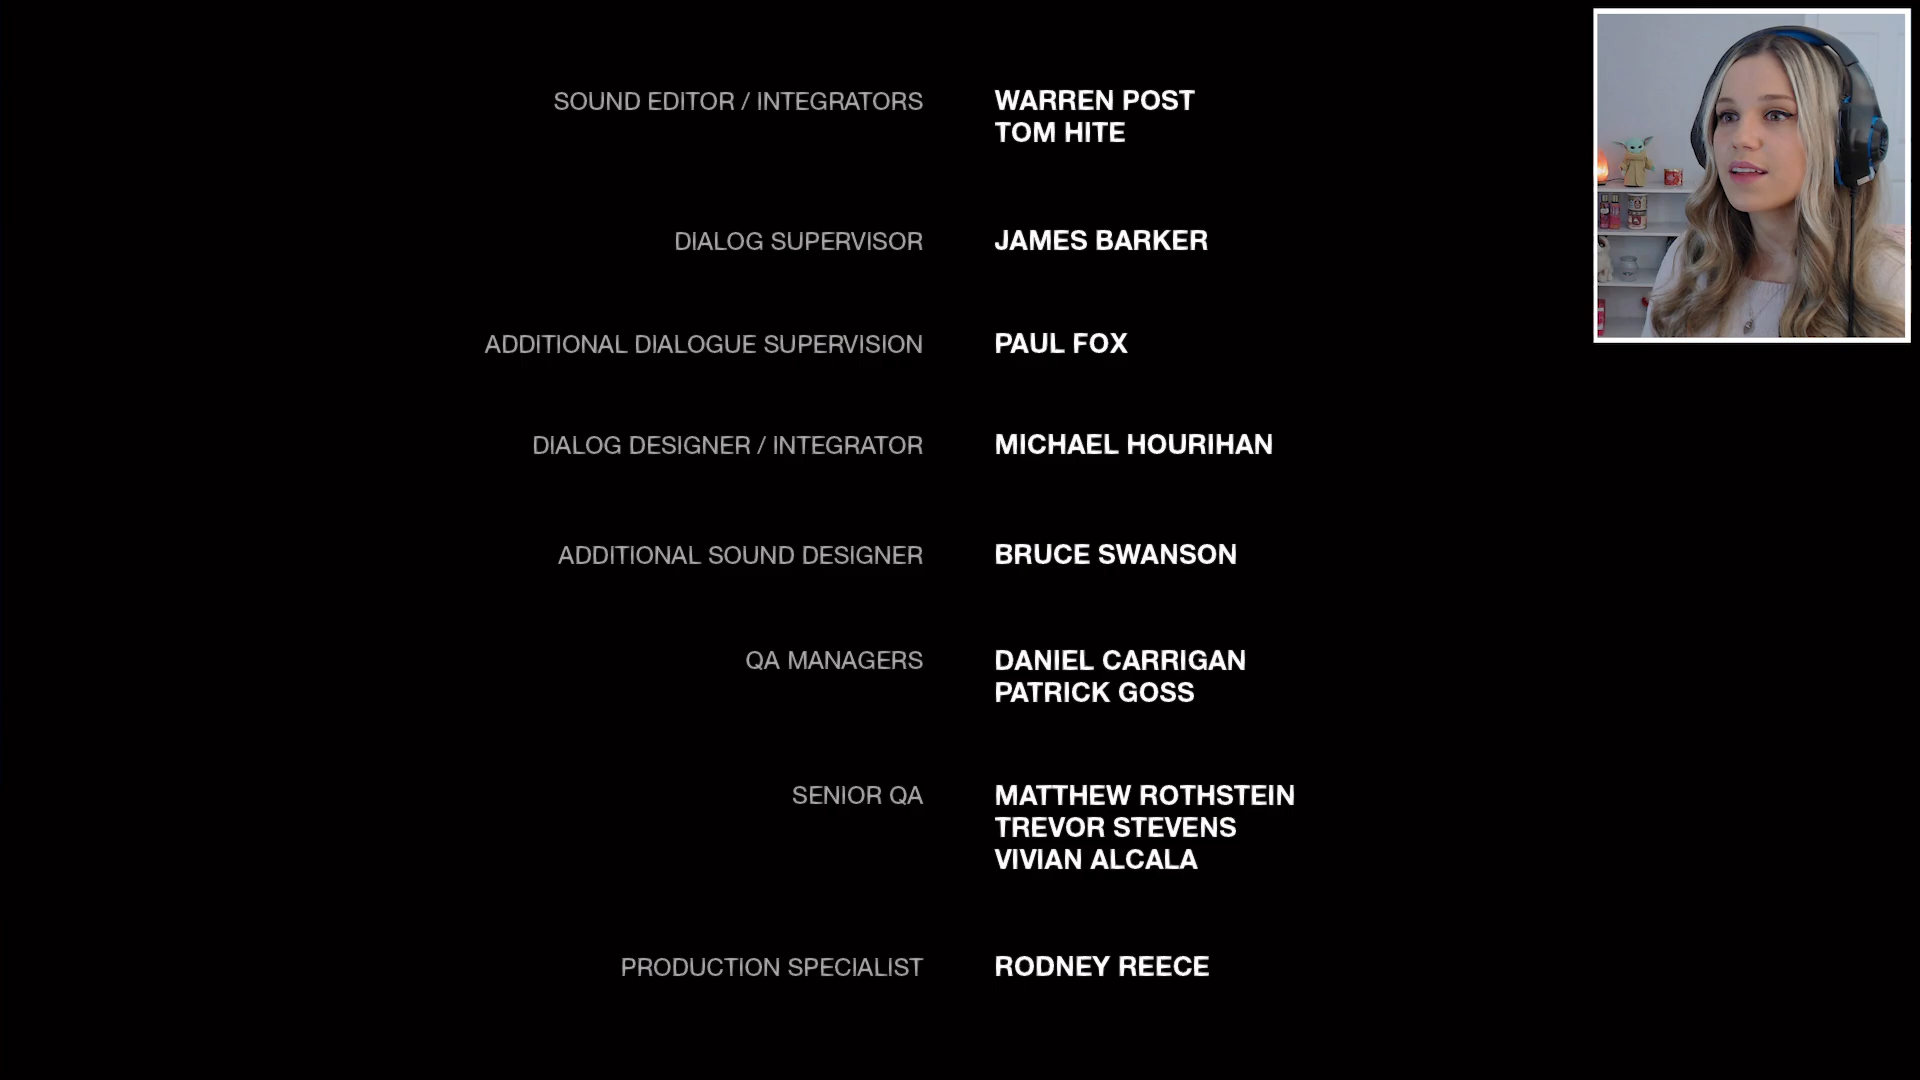 SOUND EDITOR / INTEGRATORS WARREN POST
TOM HITE
DIALOG SUPERVISOR JAMES BARKER
ADDITIONAL DIALOGUE SUPERVISION PAUL FOX
DIALOG DESIGNER / INTEGRATOR MICHAEL HOURIHAN
ADDITIONAL SOUND DESIGNER BRUCE SWANSON
QA MANAGERS DANIEL CARRIGAN
PATRICK GOSS
SENIOR QA MATTHEW ROTHSTEIN
TREVOR STEVENS
VIVIAN ALCALA
PRODUCTION SPECIALIST RODNEY REECE